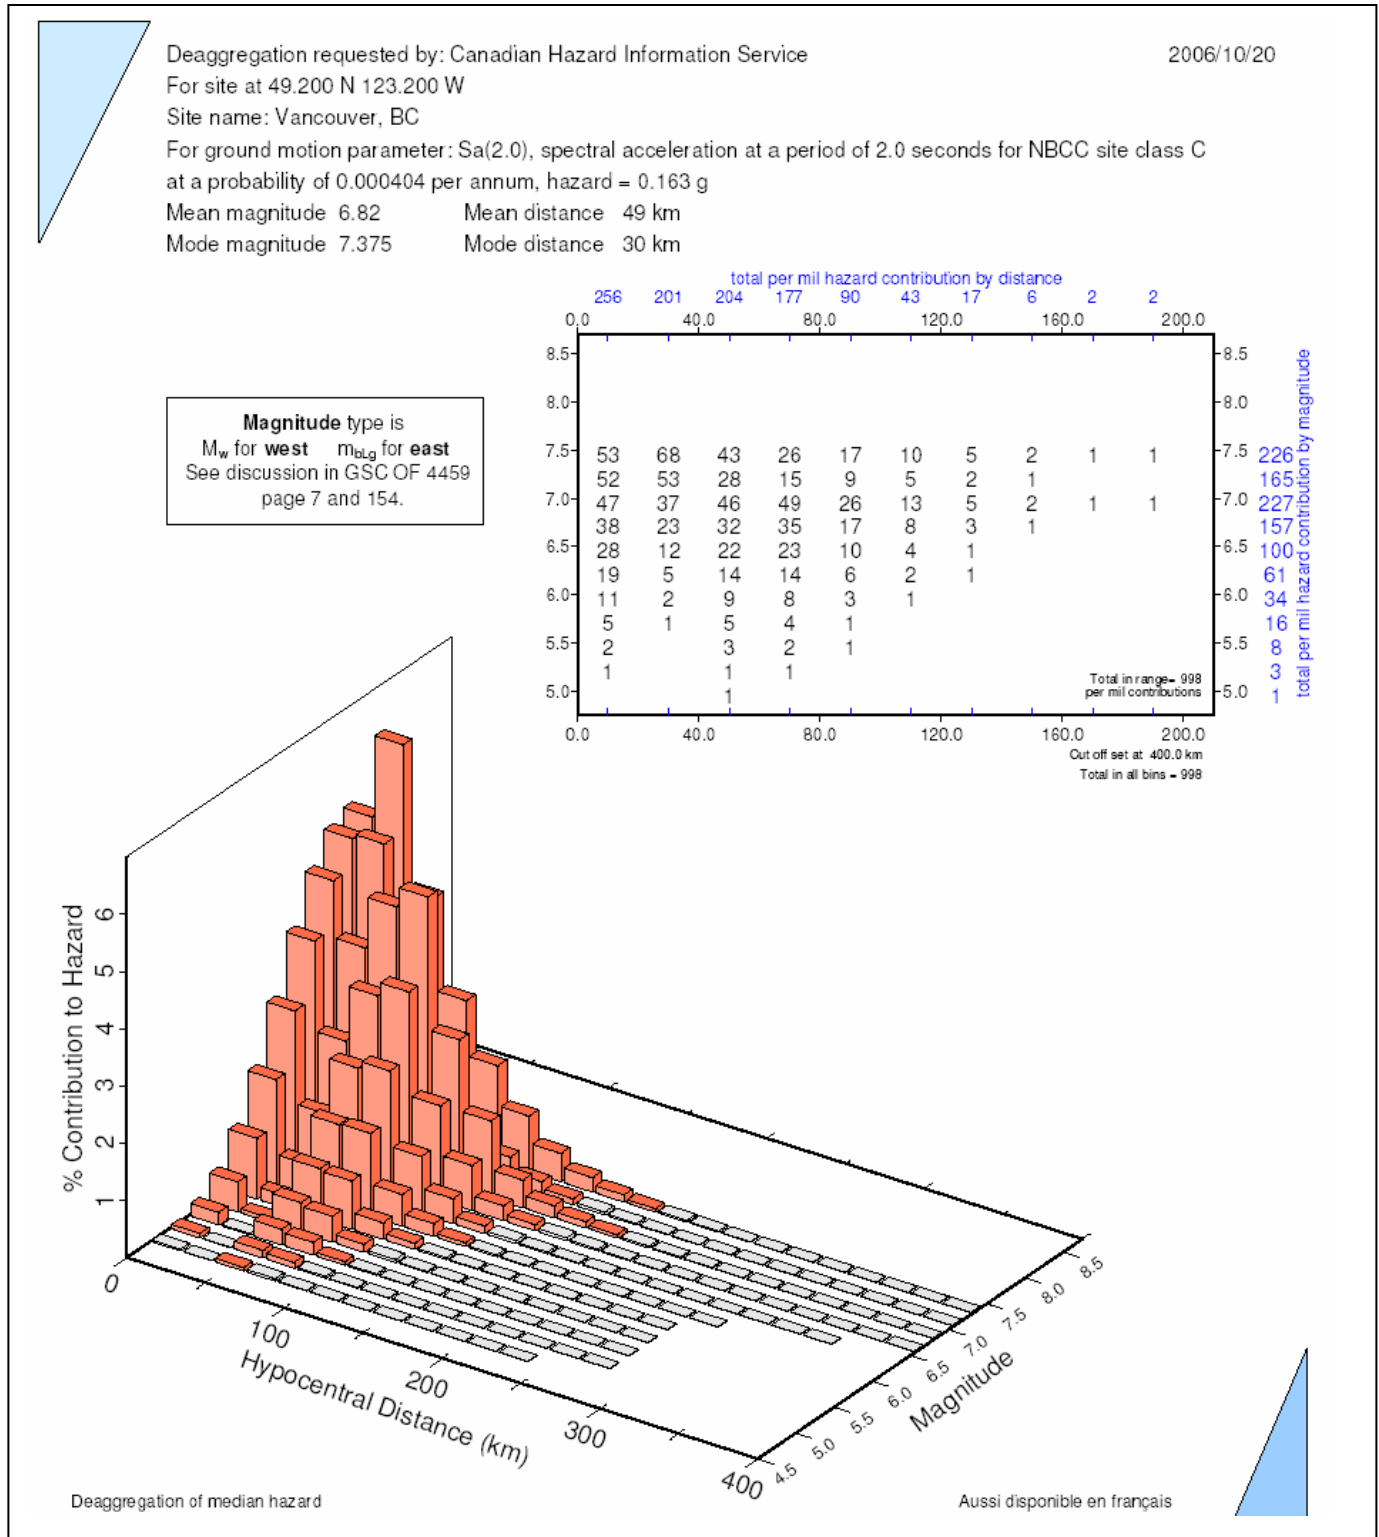 Deaggregation requested by: Canadian Hazard Information Service 2006/10/20
For site at 49.200 N 123.200 W
Site name: Vancouver, BC
For ground motion parameter: Sa(2.0), spectral acceleration at a period of 2.0 seconds for NBCC site class C
at a probability of 0.000404 per annum, hazard = 0.163 g
Mean magnitude 6.82 Mean distance 49 km
Mode magnitude 7.375 Mode distance 30 km
total per mil hazard contribution by distance
256 201 204 177 90 43 17 6 2 2
0.0 40.0 80.0 120.0 160.0 200.0
8.5 8.5
8.0 8.0
7.5 53 68 43 26 17 10 5 2 1 1 7.5 226
52 53 28 15 9 5 2 1 165
7.0 47 37 46 49 26 13 5 2 1 1 7.0 227
38 23 32 35 17 8 3 1 157
6.5 28 12 22 23 10 4 1 6.5 100
19 5 14 14 6 2 1 61
6.0 11 2 9 8 3 1 6.0 34
5 1 5 4 1 16
5.5 2 3 2 1 5.5 8
1 1 1 3
5.0 1 5.0 1
total per mil hazard contribution by magnitude
Total in range= 998
per mil contributions
0.0 40.0 80.0 120.0 160.0 200.0
Cut off set at 400.0 km
Total in all bins = 998
Magnitude type is
Mw for west mbLg for east
See discussion in GSC OF 4459
page 7 and 154.
% Contribution to Hazard
6
5
4
3
2
1
0 100 200 300 400
Hypocentral Distance (km)
4.5 5.0 5.5 6.0 6.5 7.0 7.5 8.0 8.5
Magnitude
Deaggregation of median hazard Aussi disponible en français